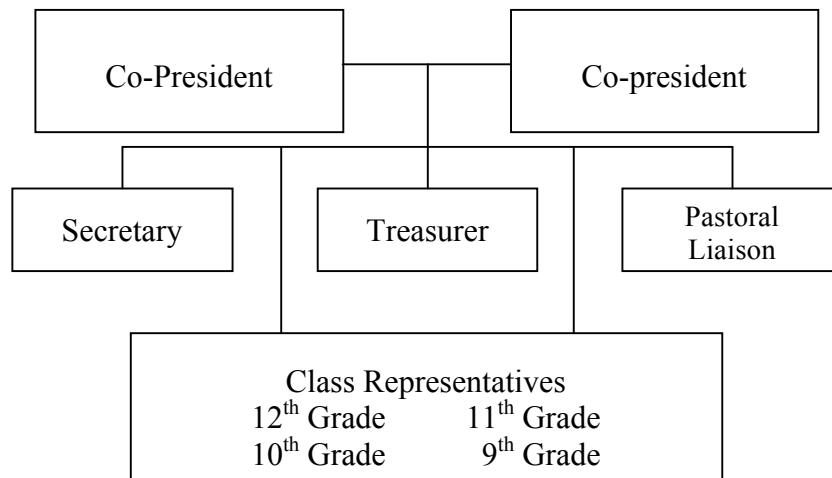 Co-President
Co-president
Secretary
Treasurer
Pastoral
Liaison
Class Representatives
12th Grade 11th Grade
10th Grade 9th Grade